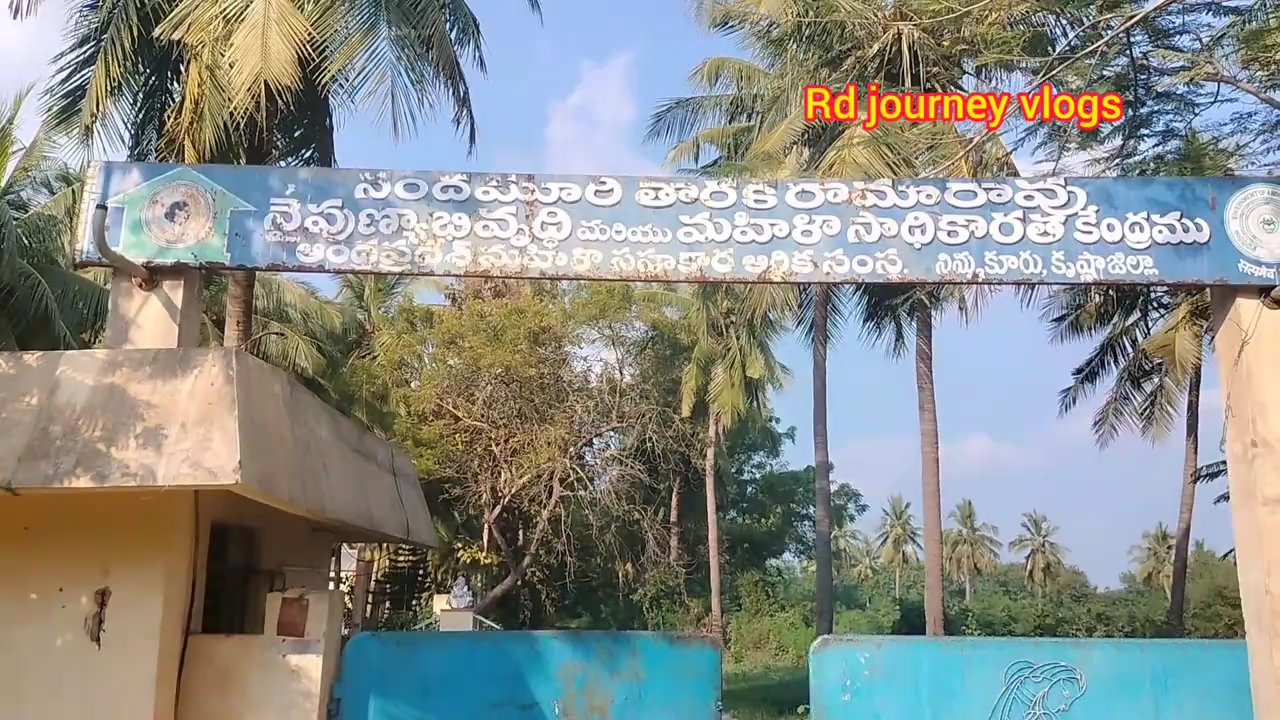 Rd journey vlogs
నందమూరి తారక రామారావు
నైపుణ్యాభివృద్ధి మరియు మహిళా సాధికారత కేంద్రము
ఆంధ్రప్రదేశ్ మహిళా సహకార ఆర్థిక సంస్థ. నిమ్మకూరు, కృష్ణాజిల్లా